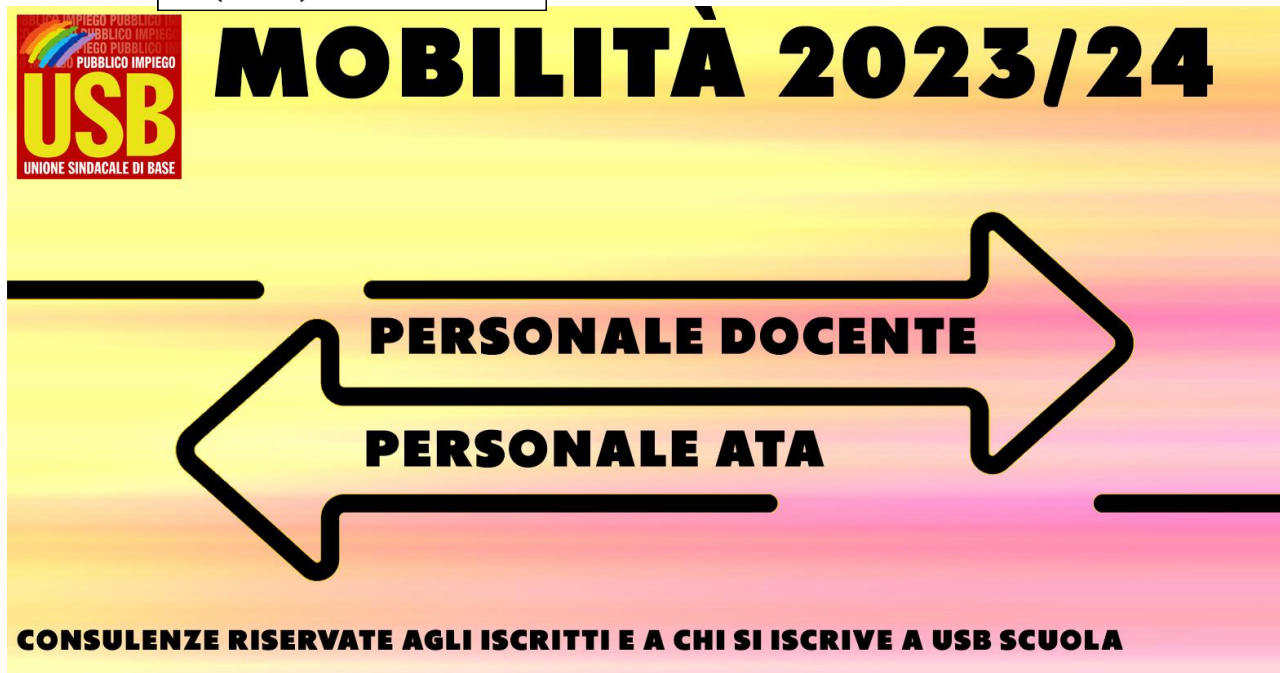 MOBILITÀ 2023/24
PUBBLICO IMPIEGO
USB
UNIONE SINDACALE DI BASE
PERSONALE DOCENTE
PERSONALE ATA
CONSULENZE RISERVATE AGLI ISCRITTI E A CHI SI ISCRIVE A USB SCUOLA